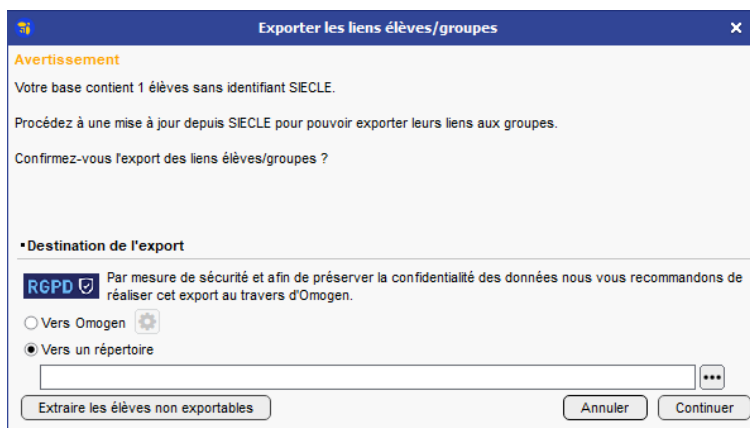 Exporter les liens élèves/groupes
Avertissement
Votre base contient 1 élèves sans identifiant SIECLE.
Procédez à une mise à jour depuis SIECLE pour pouvoir exporter leurs liens aux groupes.
Confirmez-vous l'export des liens élèves/groupes ?
Destination de l'export
RGPD
Par mesure de sécurité et afin de préserver la confidentialité des données nous vous recommandons de
réaliser cet export au travers d'Omogen.
Vers Omogen
Vers un répertoire
...
Extraire les élèves non exportables Annuler Continuer